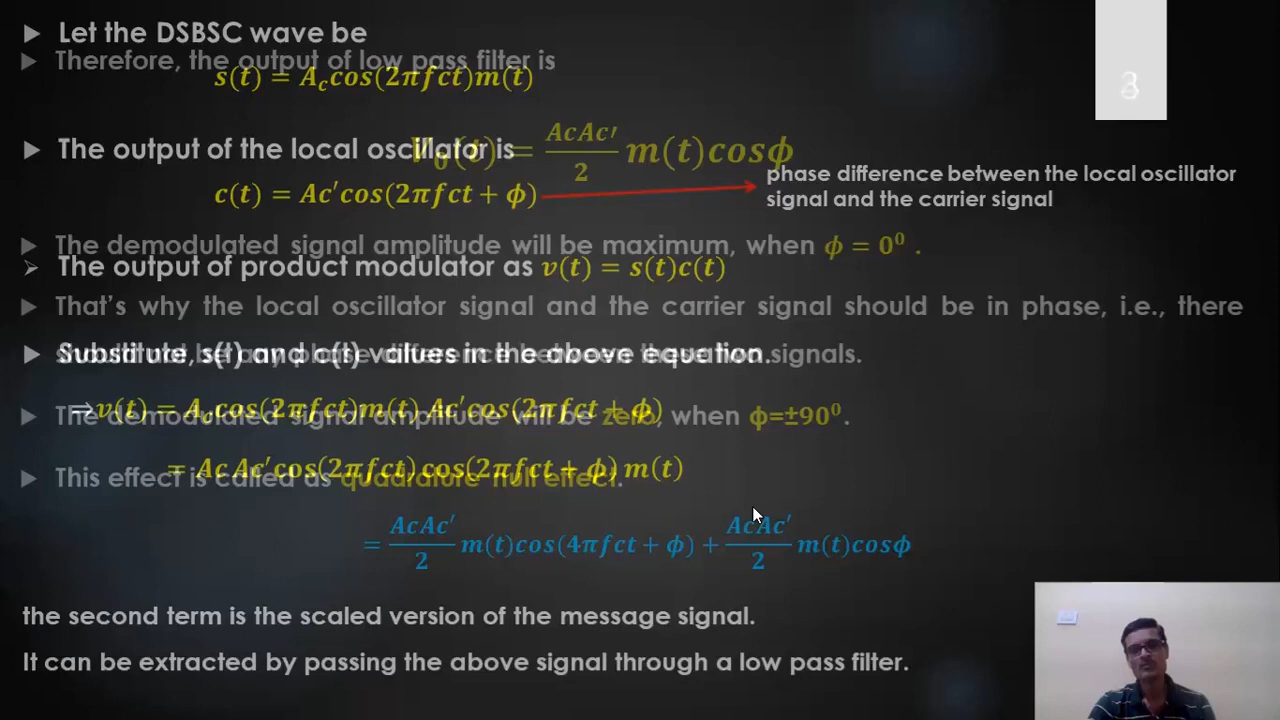 Let the DSBSC wave be
Therefore, the output of low pass filter is
s(t) = A_c cos(2πfct)m(t)
The output of the local oscillator is
V_0(t) = AcAc′/2 m(t)cosϕ
c(t) = Ac′cos(2πfct + ϕ)
phase difference between the local oscillator
signal and the carrier signal
The demodulated signal amplitude will be maximum, when ϕ = 0⁰ .
The output of product modulator as v(t) = s(t)c(t)
That's why the local oscillator signal and the carrier signal should be in phase, i.e., there
should not be any phase difference between these two signals.
Substitute, s(t) and c(t) values in the above equation.
⇒v(t) = A_c cos(2πfct)m(t) Ac′cos(2πfct + ϕ)
The demodulated signal amplitude will be zero, when ϕ=±90⁰.
= Ac Ac′cos(2πfct) cos(2πfct + ϕ) m(t)
This effect is called as quadrature null effect.
= AcAc′/2 m(t)cos(4πfct + ϕ) + AcAc′/2 m(t)cosϕ
the second term is the scaled version of the message signal.
It can be extracted by passing the above signal through a low pass filter.